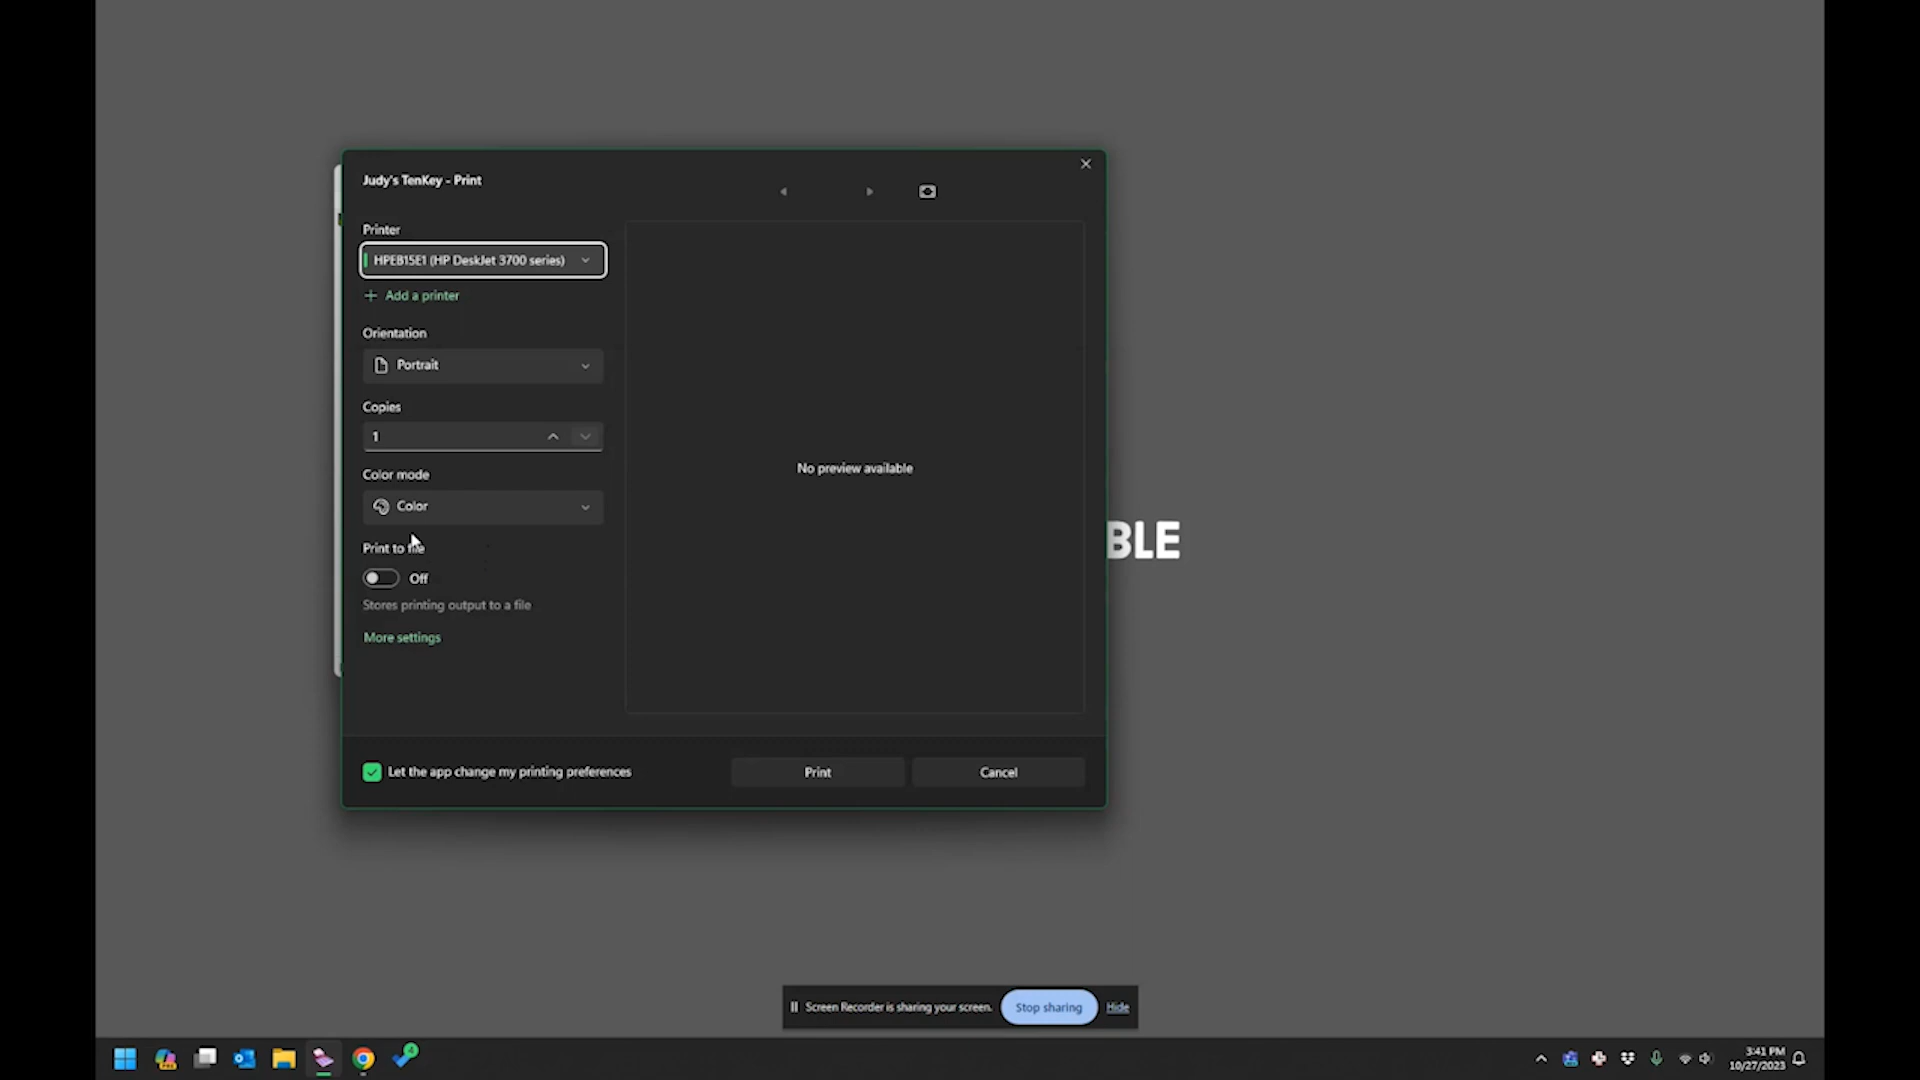 Judy's TenKey - Print
Printer
HPEB15E1 (HP DeskJet 3700 series)
+ Add a printer
Orientation
Portrait
Copies
1
Color mode
Color
Print to file
Off
Stores printing output to a file
More settings
No preview available
BLE
Let the app change my printing preferences
Print
Cancel
Screen Recorder is sharing your screen.
Stop sharing
Hide
4
3:41 PM
10/27/2023